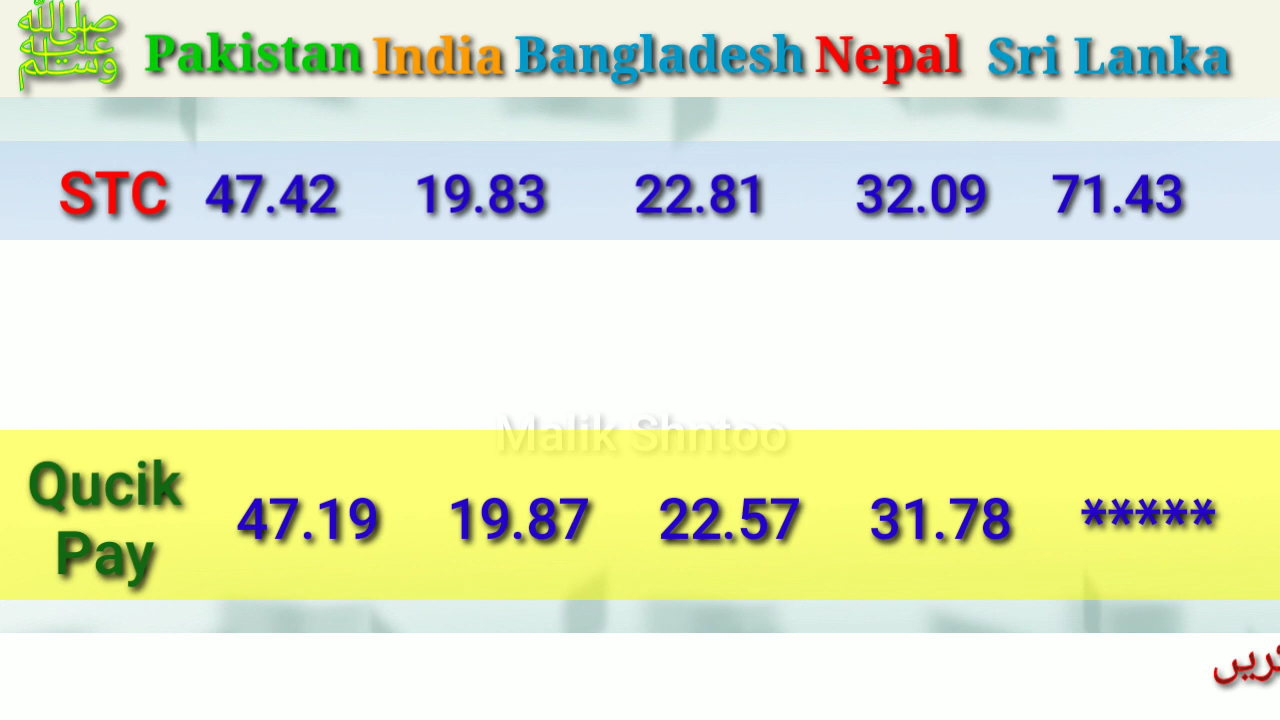 صلى الله
عليه
وسلم
Pakistan India Bangladesh Nepal Sri Lanka
STC 47.42 19.83 22.81 32.09 71.43
Malik Shntoo
Qucik
Pay 47.19 19.87 22.57 31.78 *****